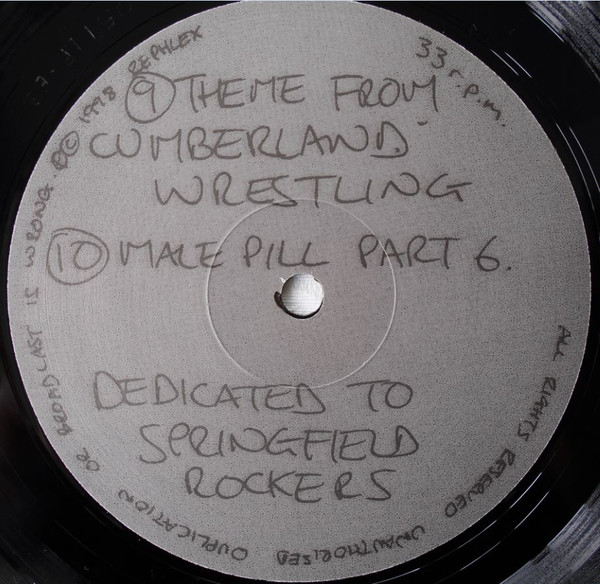 ⑨ THEME FROM
CUMBERLAND
WRESTLING
⑩ MALE PILL PART 6.
DEDICATED TO
SPRINGFIELD
ROCKERS
33 r.p.m.
ALL RIGHTS RESERVED UNAUTHORISED DUPLICATION OR BROADCAST IS WRONG. ℗© 1998 REPHLEX